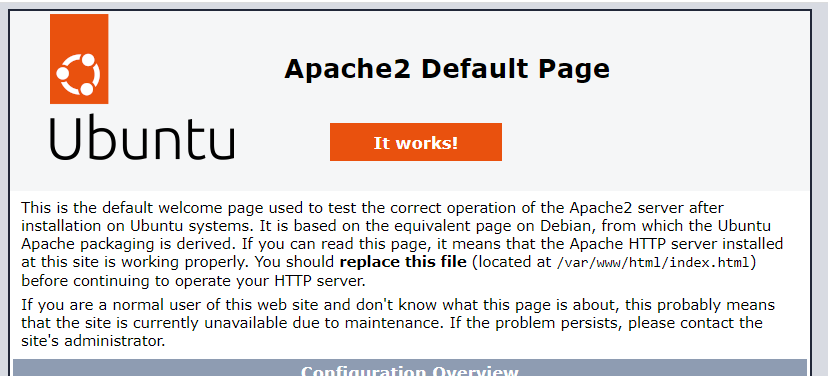 Apache2 Default Page
Ubuntu
It works!
This is the default welcome page used to test the correct operation of the Apache2 server after
installation on Ubuntu systems. It is based on the equivalent page on Debian, from which the Ubuntu
Apache packaging is derived. If you can read this page, it means that the Apache HTTP server installed
at this site is working properly. You should replace this file (located at /var/www/html/index.html)
before continuing to operate your HTTP server.
If you are a normal user of this web site and don't know what this page is about, this probably means
that the site is currently unavailable due to maintenance. If the problem persists, please contact the
site's administrator.
Configuration Overview